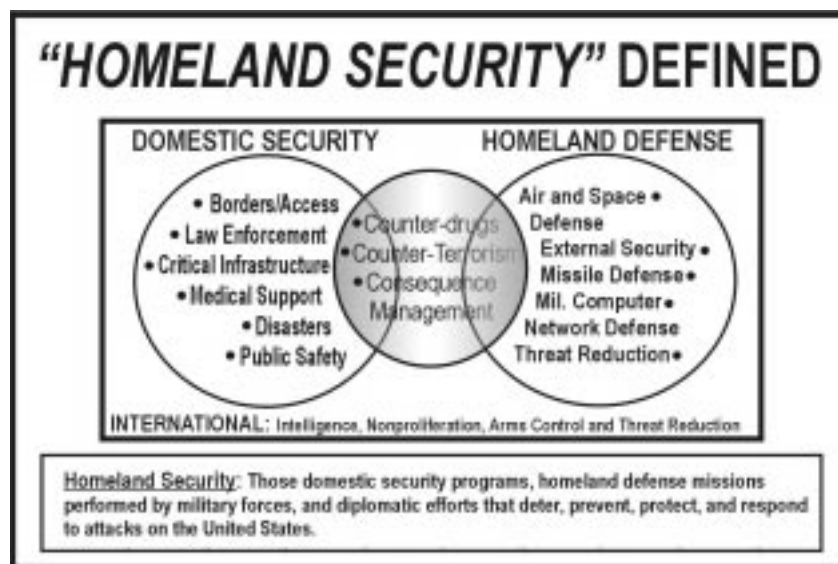 “HOMELAND SECURITY” DEFINED
DOMESTIC SECURITY
• Borders/Access
• Law Enforcement
• Critical Infrastructure
• Medical Support
• Disasters
• Public Safety
• Counter-drugs
• Counter-Terrorism
• Consequence
Management
HOMELAND DEFENSE
Air and Space •
Defense
External Security •
Missile Defense •
Mil. Computer •
Network Defense
Threat Reduction •
INTERNATIONAL: Intelligence, Nonproliferation, Arms Control and Threat Reduction
Homeland Security: Those domestic security programs, homeland defense missions
performed by military forces, and diplomatic efforts that deter, prevent, protect, and respond
to attacks on the United States.